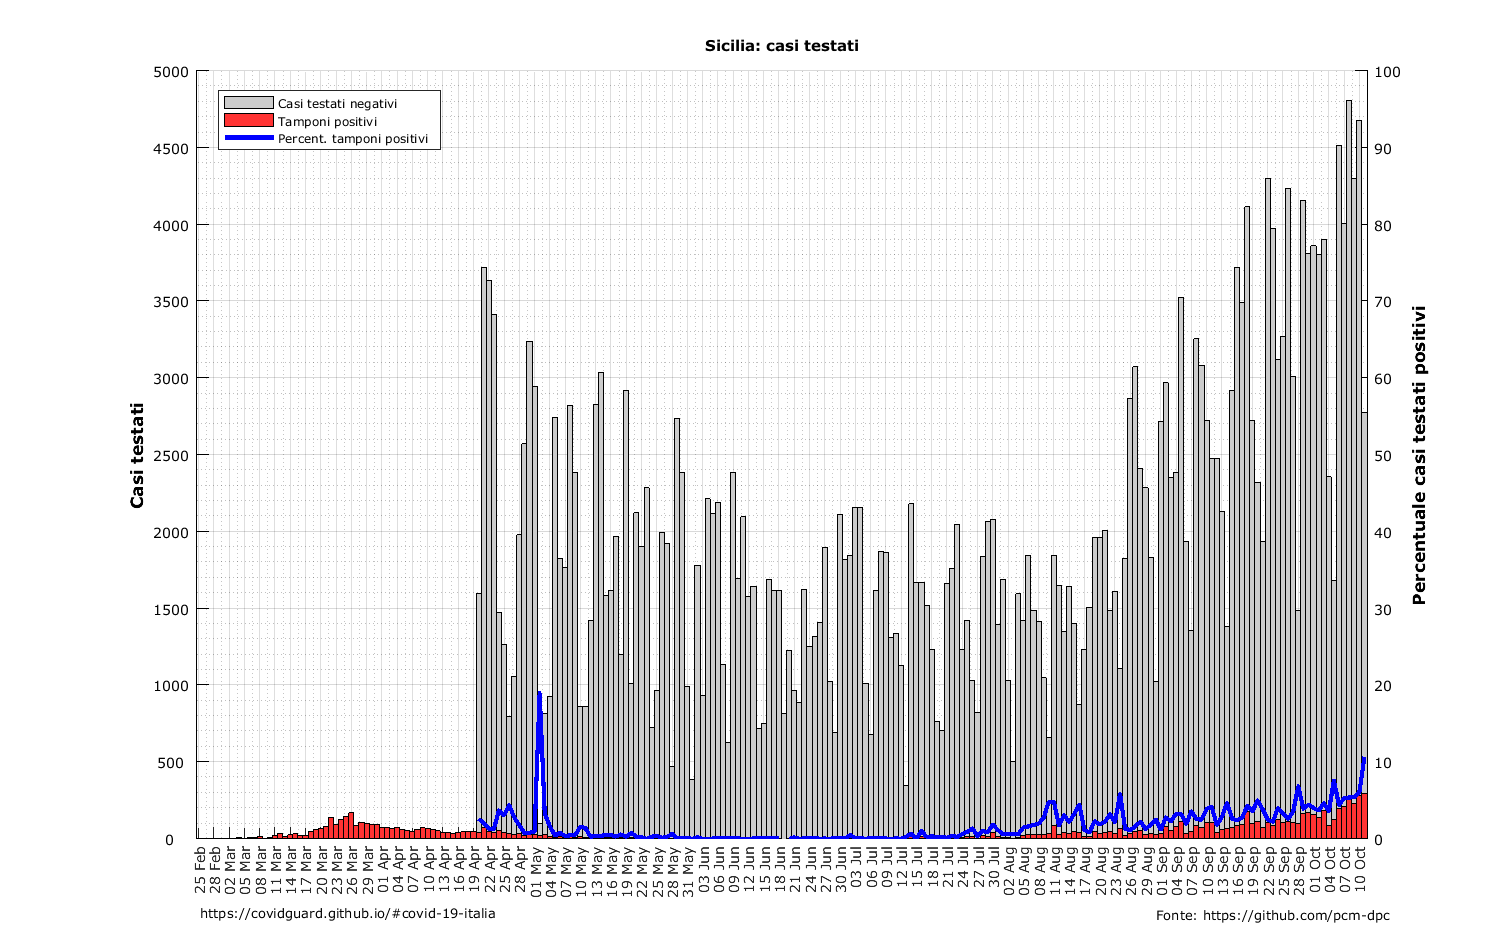 Sicilia: casi testati
Casi testati negativi
Tamponi positivi
Percent. tamponi positivi
Casi testati
5000
4500
4000
3500
3000
2500
2000
1500
1000
500
0
Percentuale casi testati positivi
100
90
80
70
60
50
40
30
20
10
0
25 Feb
28 Feb
02 Mar
05 Mar
08 Mar
11 Mar
14 Mar
17 Mar
20 Mar
23 Mar
26 Mar
29 Mar
01 Apr
04 Apr
07 Apr
10 Apr
13 Apr
16 Apr
19 Apr
22 Apr
25 Apr
28 Apr
01 May
04 May
07 May
10 May
13 May
16 May
19 May
22 May
25 May
28 May
31 May
03 Jun
06 Jun
09 Jun
12 Jun
15 Jun
18 Jun
21 Jun
24 Jun
27 Jun
30 Jun
03 Jul
06 Jul
09 Jul
12 Jul
15 Jul
18 Jul
21 Jul
24 Jul
27 Jul
30 Jul
02 Aug
05 Aug
08 Aug
11 Aug
14 Aug
17 Aug
20 Aug
23 Aug
26 Aug
29 Aug
01 Sep
04 Sep
07 Sep
10 Sep
13 Sep
16 Sep
19 Sep
22 Sep
25 Sep
28 Sep
01 Oct
04 Oct
07 Oct
10 Oct
https://covidguard.github.io/#covid-19-italia
Fonte: https://github.com/pcm-dpc